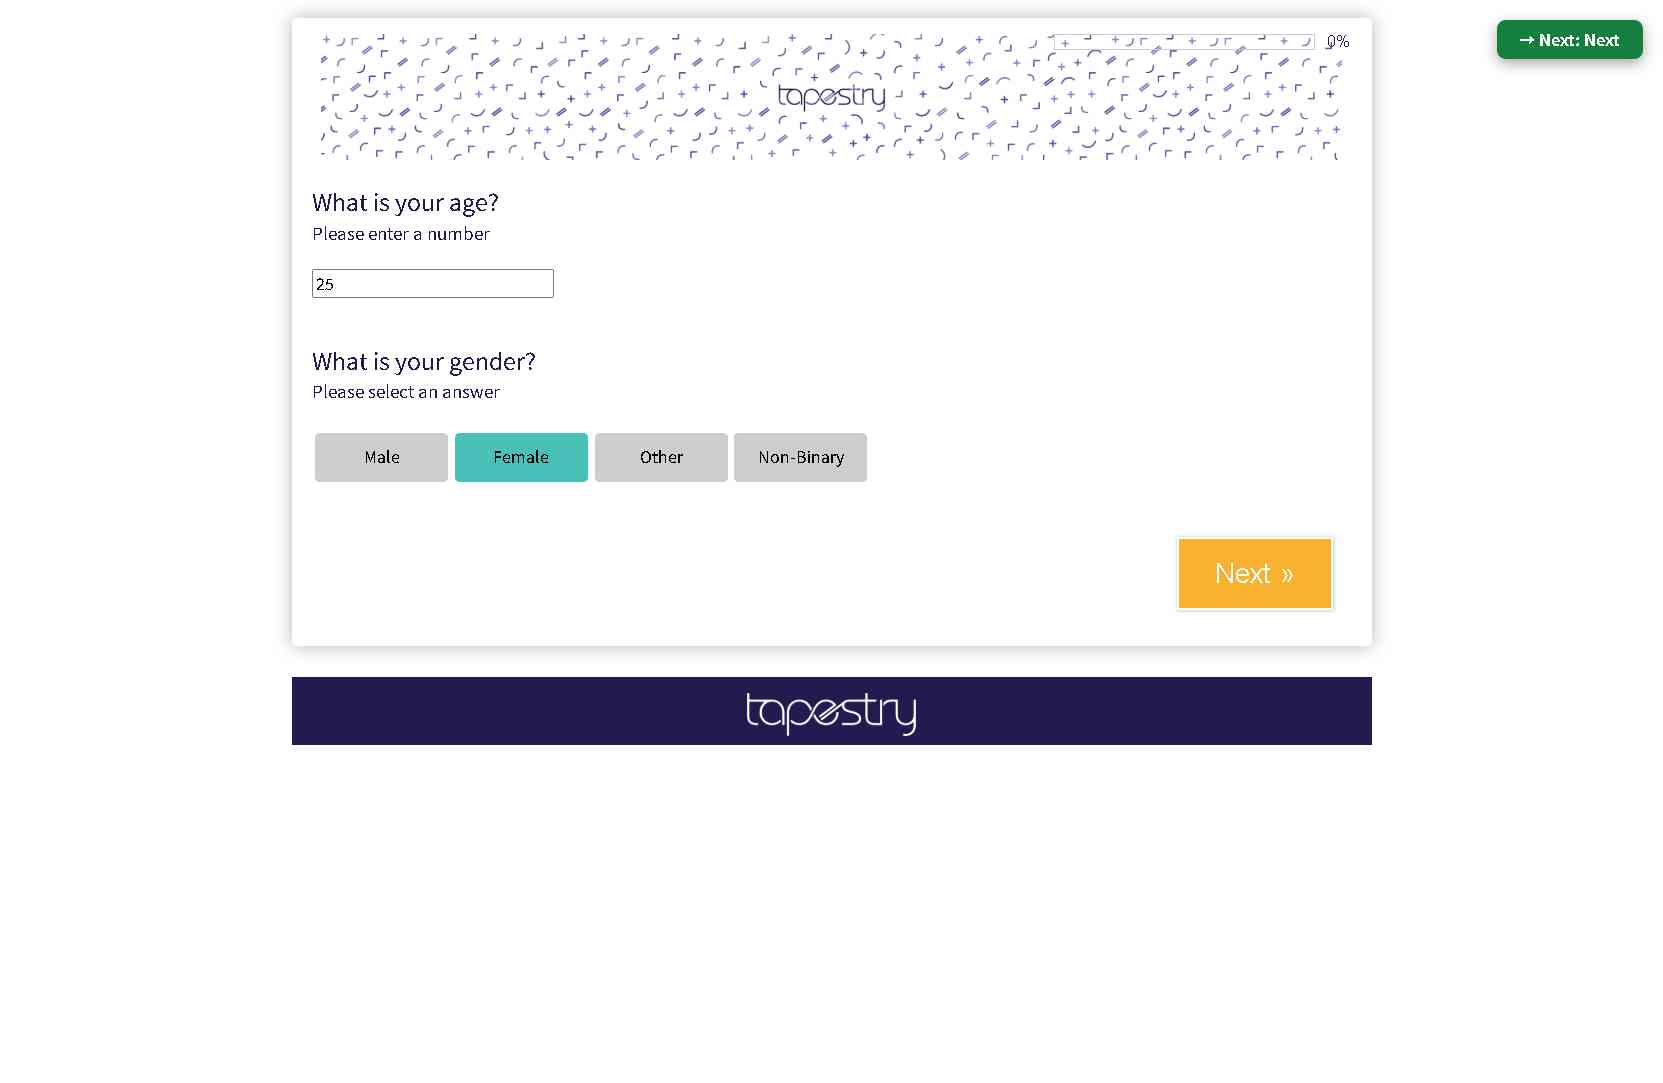 → Next: Next
0%
tapestry
What is your age?
Please enter a number
25
What is your gender?
Please select an answer
Male Female Other Non-Binary
Next »
tapestry